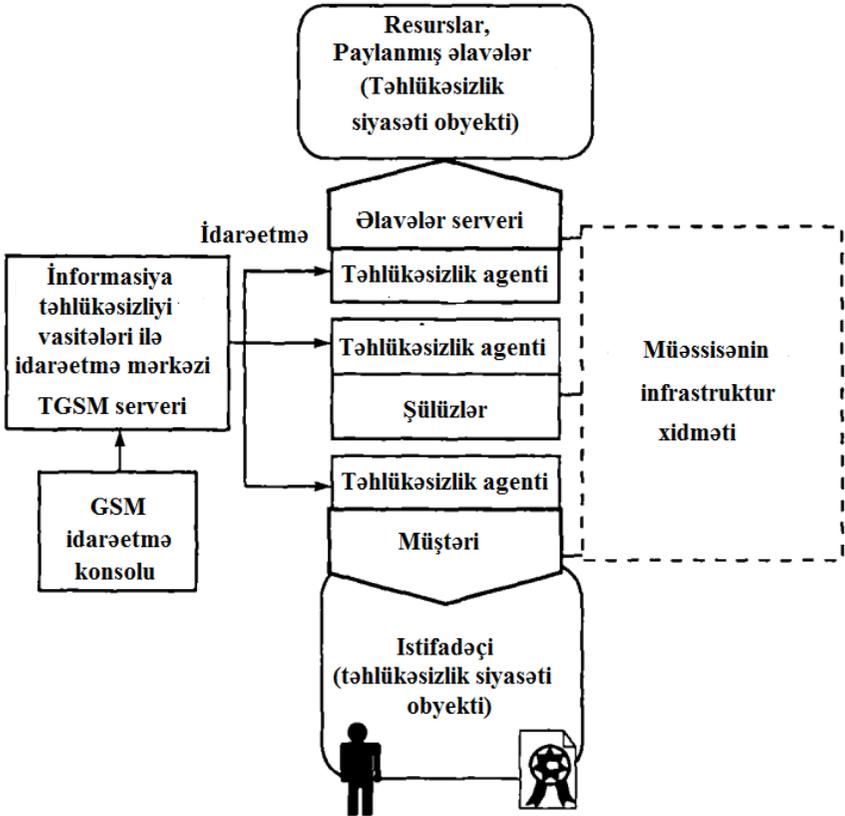 Resurslar,
Paylanmış əlavələr
(Təhlükəsizlik
siyasəti obyekti)
Əlavələr serveri
İdarəetmə
Təhlükəsizlik agenti
İnformasiya
təhlükəsizliyi
vasitələri ilə
idarəetmə mərkəzi
TGSM serveri
Təhlükəsizlik agenti
Şülüzlər
Müəssisənin
infrastruktur
xidməti
Təhlükəsizlik agenti
Müştəri
GSM
idarəetmə
konsolu
Istifadəçi
(təhlükəsizlik siyasəti
obyekti)